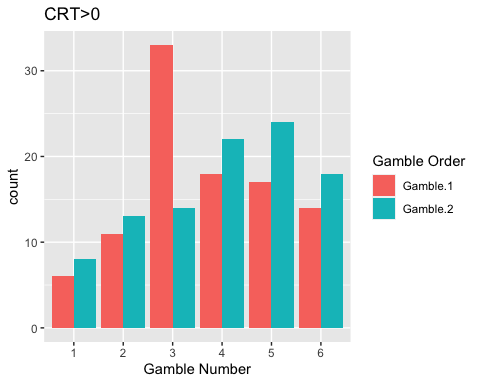 CRT>0
30
20
10
0
count
1 2 3 4 5 6
Gamble Number
Gamble Order
Gamble.1
Gamble.2